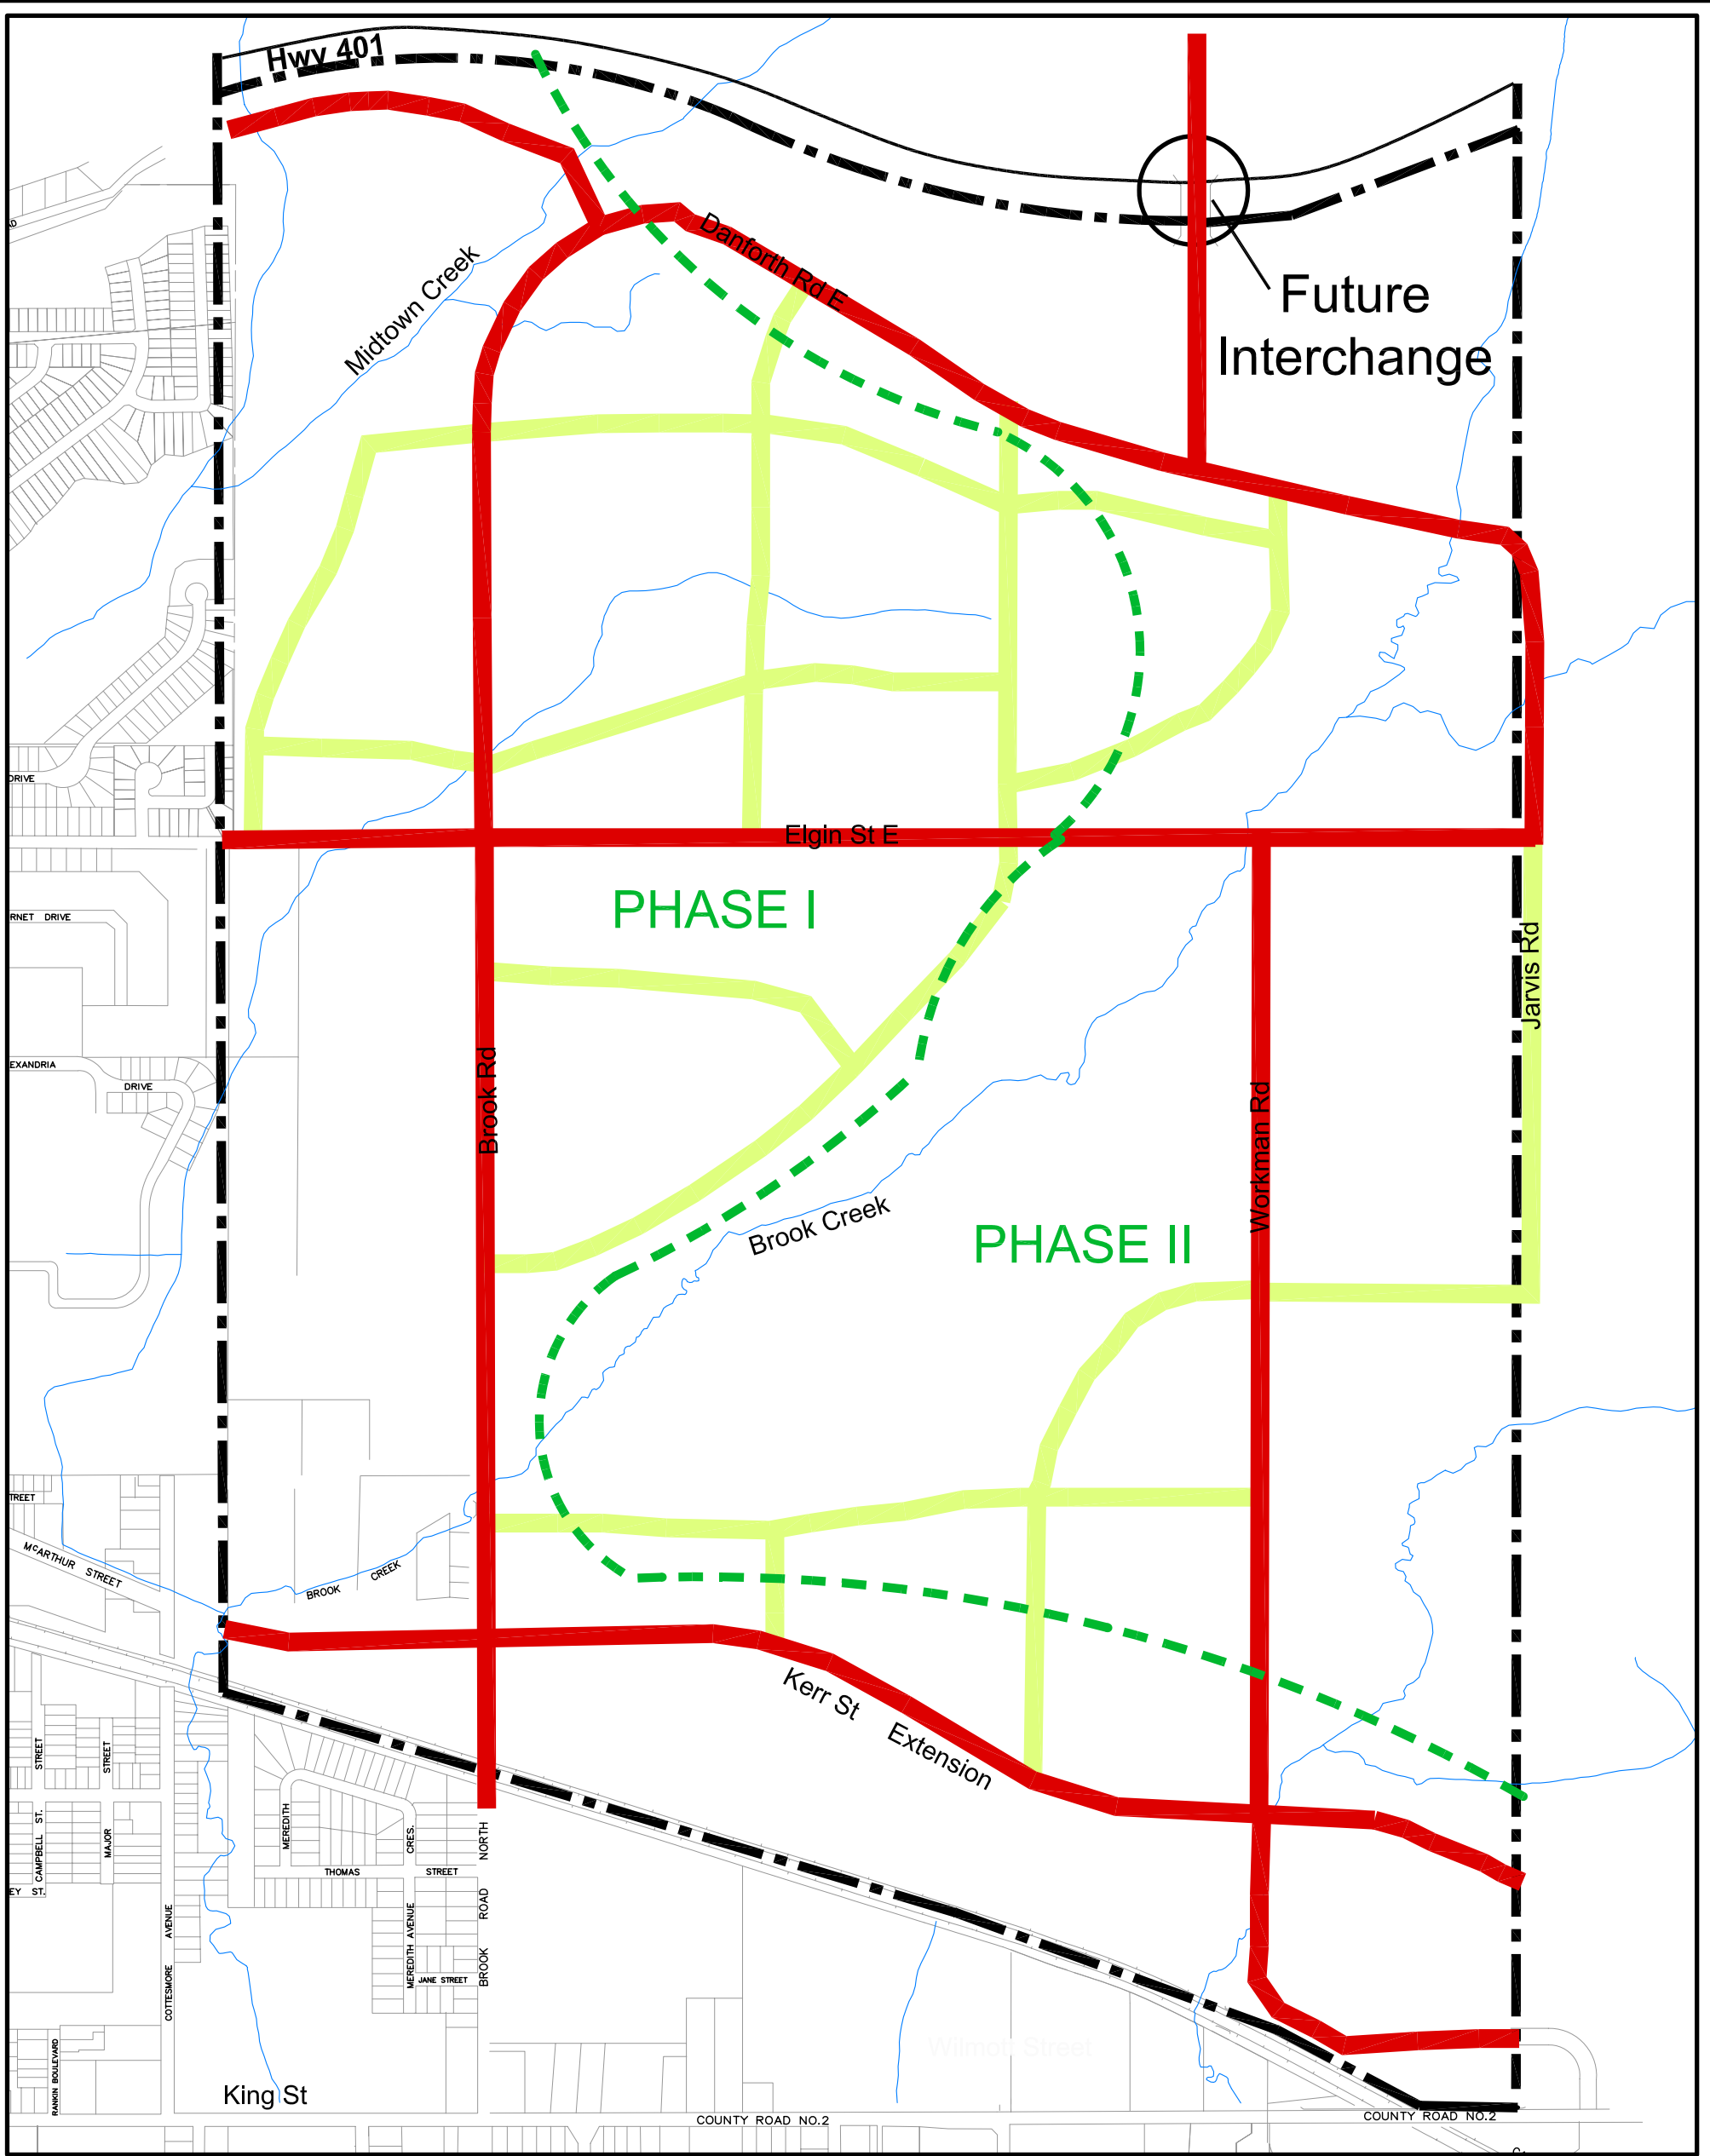 Hwy 401
Danforth Rd E
Midtown Creek
Future
Interchange
DRIVE
Elgin St E
PHASE I
RNET DRIVE
Jarvis Rd
EXANDRIA
DRIVE
Brook Rd
Workman Rd
Brook Creek
PHASE II
TREET
McARTHUR STREET
BROOK CREEK
Kerr St Extension
STREET
STREET
CAMPBELL ST.
MAJOR
MEREDITH
CRES.
THOMAS STREET
EY ST.
BROOK ROAD NORTH
COTTESMORE AVENUE
MEREDITH AVENUE
JANE STREET
RANKIN BOULEVARD
Wilmott Street
King St
COUNTY ROAD NO.2
COUNTY ROAD NO.2